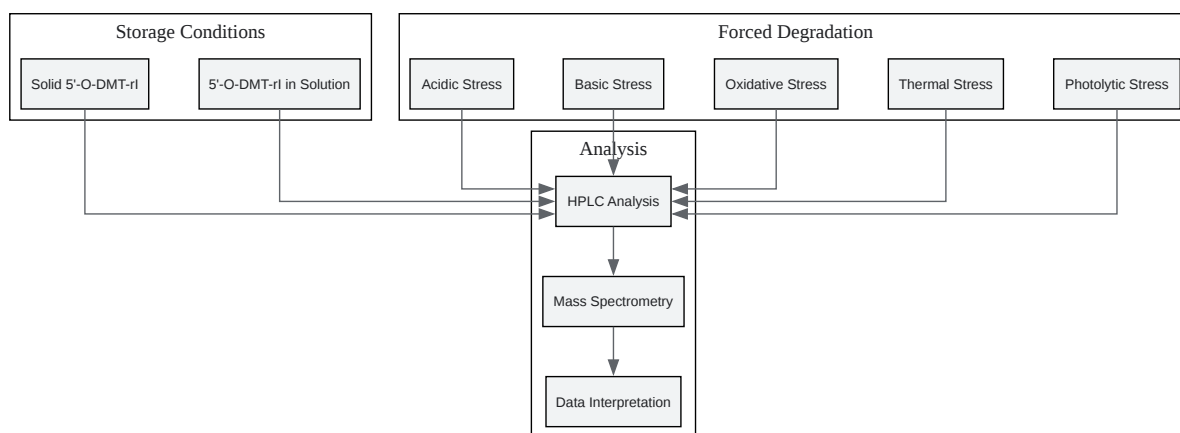 Storage Conditions
Forced Degradation
Solid 5'-O-DMT-rI
5'-O-DMT-rI in Solution
Acidic Stress
Basic Stress
Oxidative Stress
Thermal Stress
Photolytic Stress
Analysis
HPLC Analysis
Mass Spectrometry
Data Interpretation